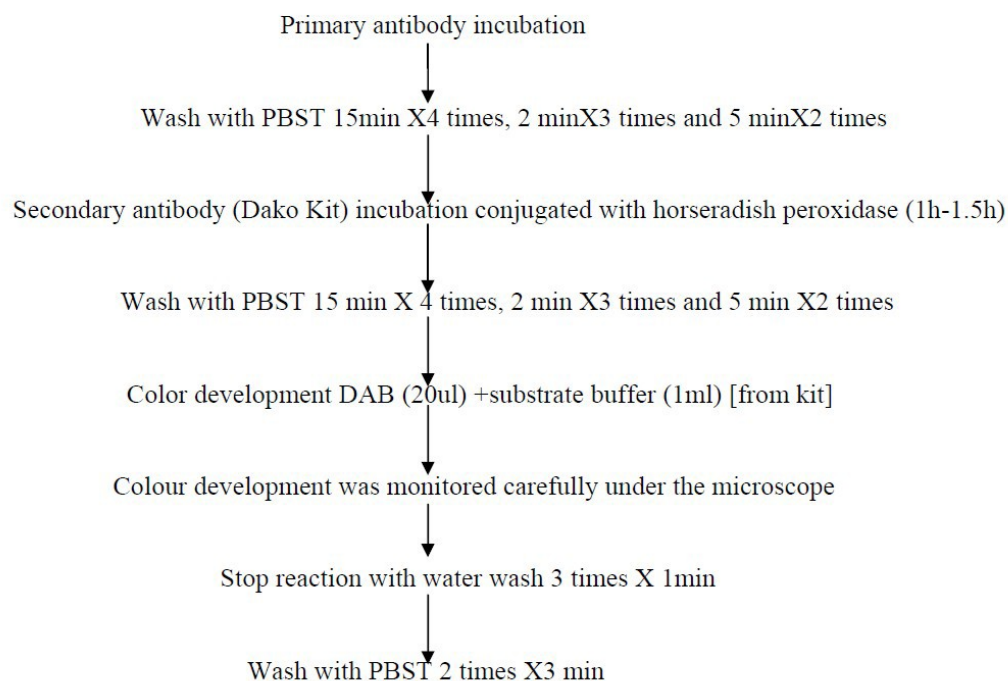 Primary antibody incubation
Wash with PBST 15min X4 times, 2 minX3 times and 5 minX2 times
Secondary antibody (Dako Kit) incubation conjugated with horseradish peroxidase (1h-1.5h)
Wash with PBST 15 min X 4 times, 2 min X3 times and 5 min X2 times
Color development DAB (20ul) +substrate buffer (1ml) [from kit]
Colour development was monitored carefully under the microscope
Stop reaction with water wash 3 times X 1min
Wash with PBST 2 times X3 min